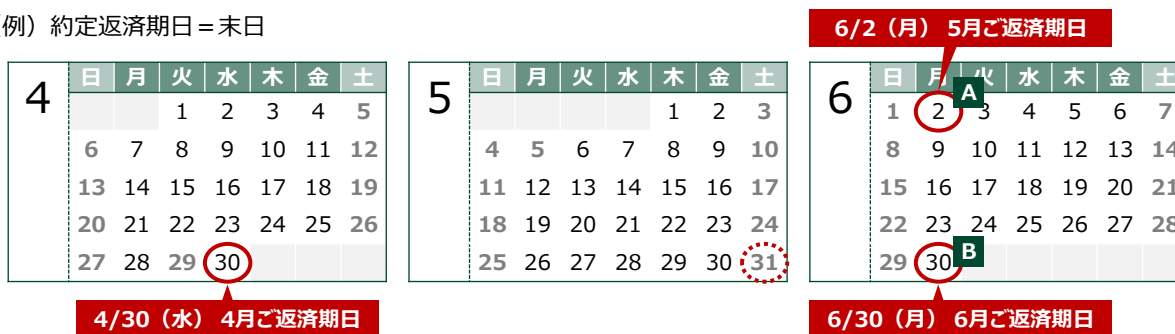 例）約定返済期日＝末日
6/2（月） 5月ご返済期日
4
日 月 火 水 木 金 土
1 2 3 4 5
6 7 8 9 10 11 12
13 14 15 16 17 18 19
20 21 22 23 24 25 26
27 28 29 30
4/30（水） 4月ご返済期日
5
日 月 火 水 木 金 土
1 2 3
4 5 6 7 8 9 10
11 12 13 14 15 16 17
18 19 20 21 22 23 24
25 26 27 28 29 30 31
6
日 月 火 水 木 金 土
A
1 2 3 4 5 6 7
8 9 10 11 12 13 14
15 16 17 18 19 20 21
22 23 24 25 26 27 28
29 30 B
6/30（月） 6月ご返済期日